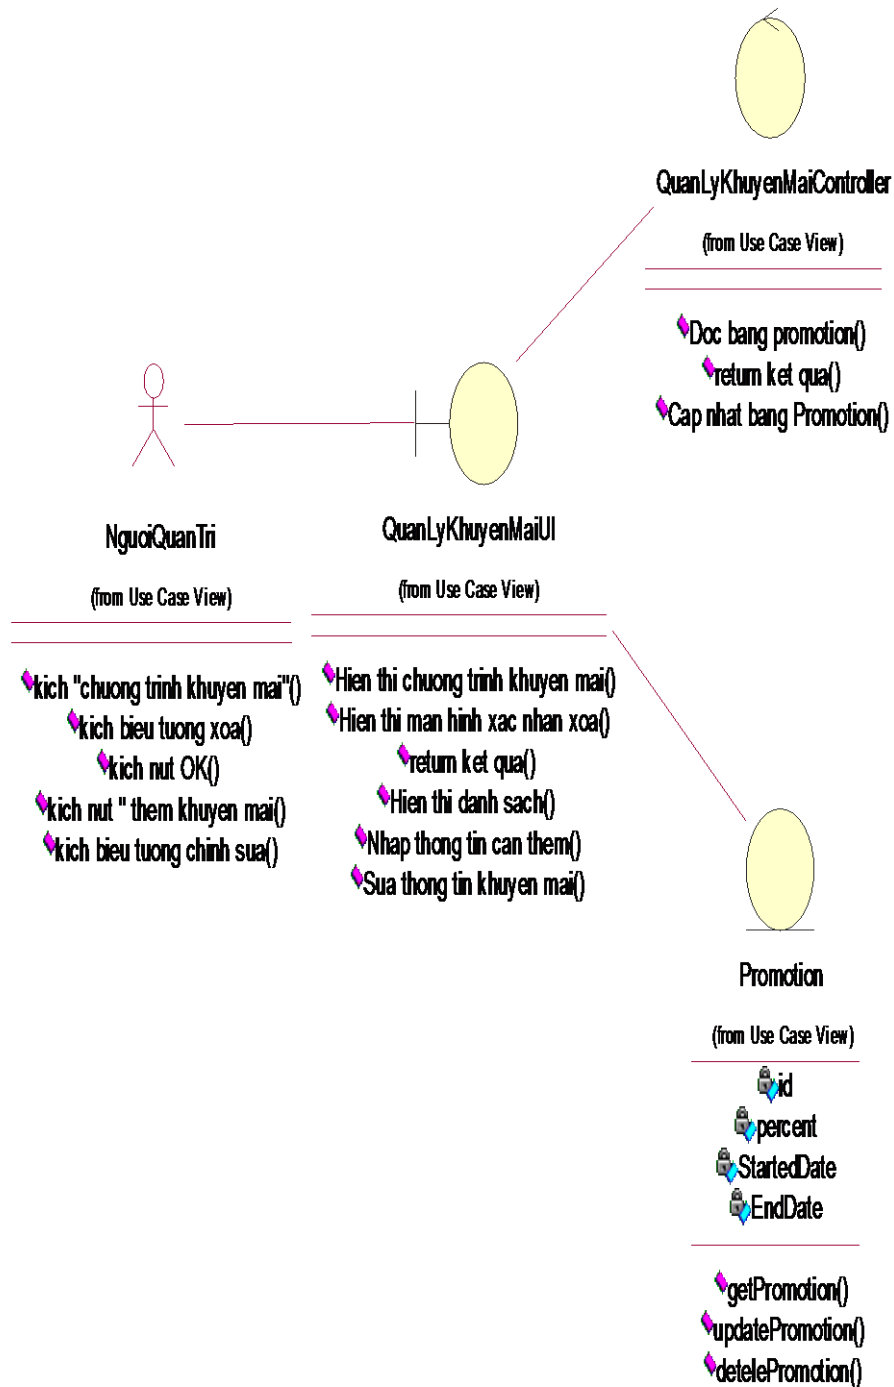 QuanLyKhuyenMaiController
(from Use Case View)
Doc bang promotion()
return ket qua()
Cap nhat bang Promotion()
NguoiQuanTri
(from Use Case View)
kich "chuong trinh khuyen mai"()
kich bieu tuong xoa()
kich nut OK()
kich nut " them khuyen mai()
kich bieu tuong chinh sua()
QuanLyKhuyenMaiUI
(from Use Case View)
Hien thi chuong trinh khuyen mai()
Hien thi man hinh xac nhan xoa()
return ket qua()
Hien thi danh sach()
Nhap thong tin can them()
Sua thong tin khuyen mai()
Promotion
(from Use Case View)
id
percent
StartedDate
EndDate
getPromotion()
updatePromotion()
detelePromotion()